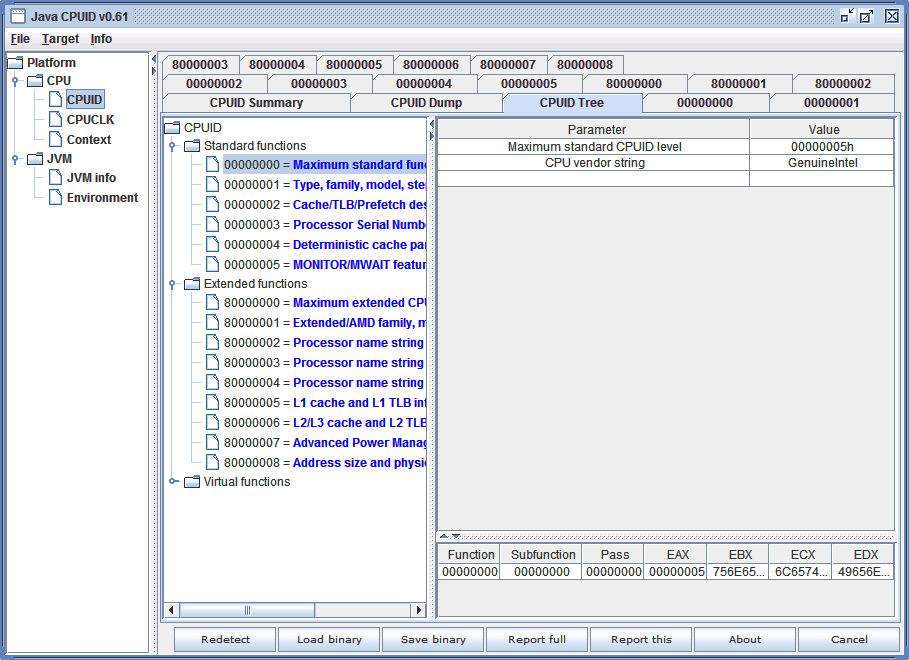 Java CPUID v0.61
File Target Info
Platform
CPU
CPUID
CPUCLK
Context
JVM
JVM info
Environment
80000003 80000004 80000005 80000006 80000007 80000008
00000002 00000003 00000004 00000005 80000000 80000001 80000002
CPUID Summary CPUID Dump CPUID Tree 00000000 00000001
CPUID
Standard functions
00000000 = Maximum standard fun
00000001 = Type, family, model, ste
00000002 = Cache/TLB/Prefetch des
00000003 = Processor Serial Numb
00000004 = Deterministic cache par
00000005 = MONITOR/MWAIT featur
Extended functions
80000000 = Maximum extended CPU
80000001 = Extended/AMD family, m
80000002 = Processor name string
80000003 = Processor name string
80000004 = Processor name string
80000005 = L1 cache and L1 TLB inf
80000006 = L2/L3 cache and L2 TLB
80000007 = Advanced Power Manag
80000008 = Address size and physic
Virtual functions
Parameter Value
Maximum standard CPUID level 00000005h
CPU vendor string GenuineIntel
Function Subfunction Pass EAX EBX ECX EDX
00000000 00000000 00000000 00000005 756E65... 6C6574... 49656E...
Redetect Load binary Save binary Report full Report this About Cancel